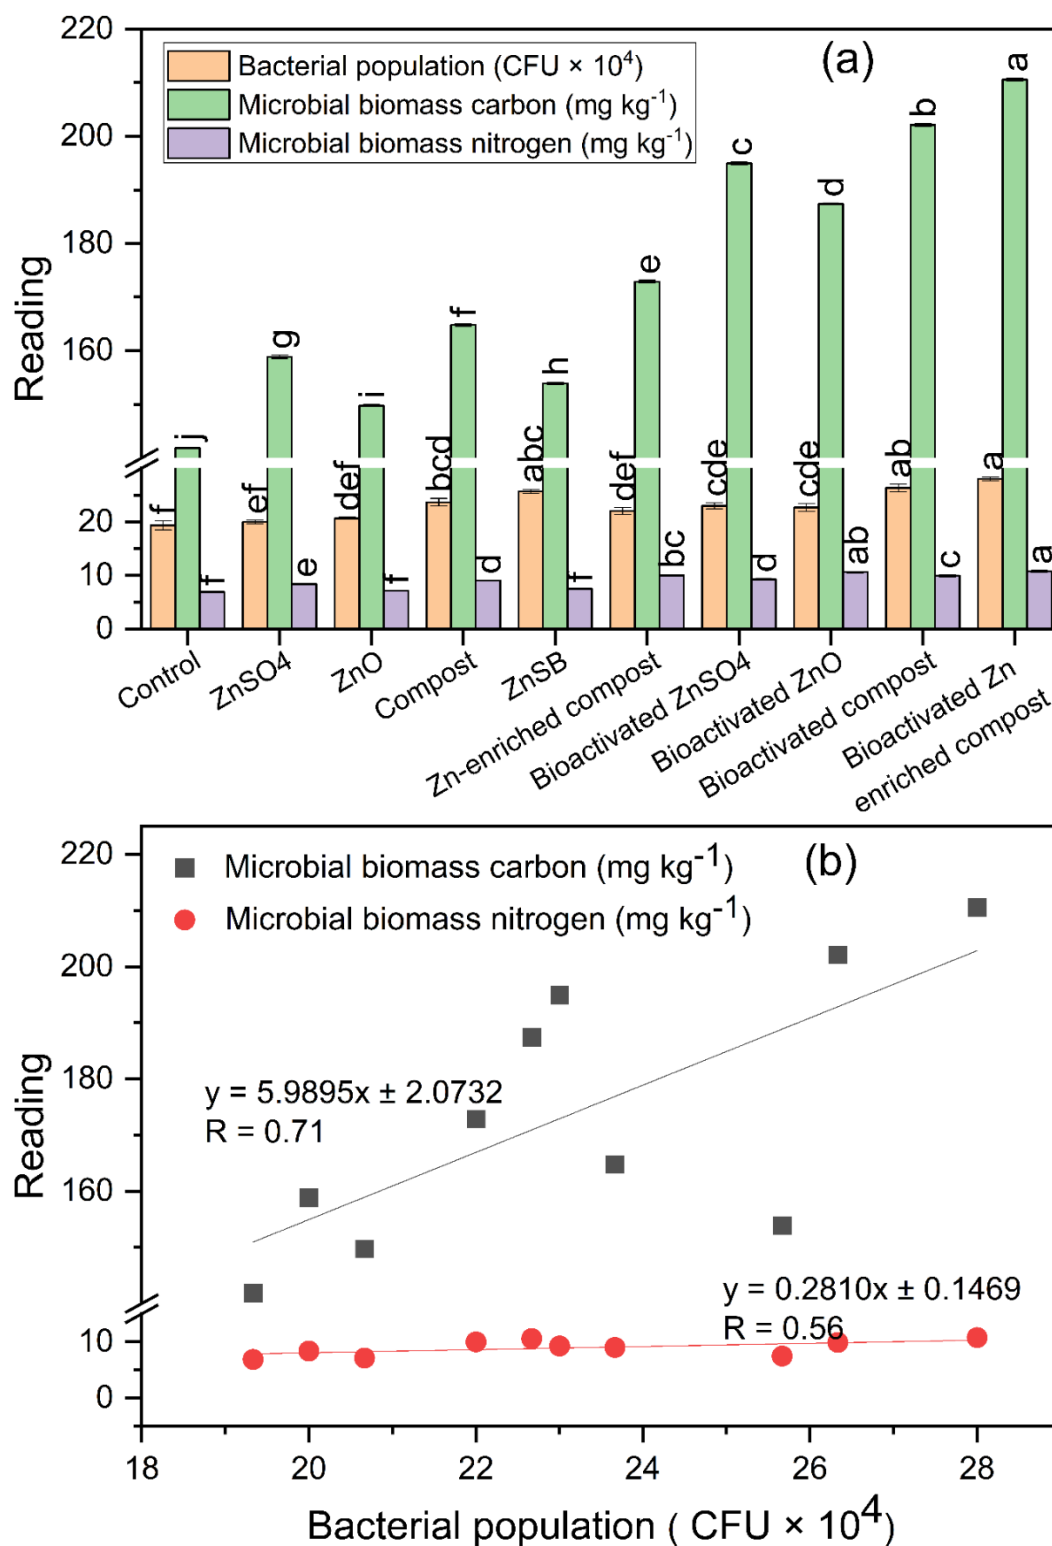 220
(a)
Bacterial population (CFU × 10⁴)
Microbial biomass carbon (mg kg⁻¹)
Microbial biomass nitrogen (mg kg⁻¹)
200
180
160
20
10
0
Reading
j
g
i
f
h
e
c
d
b
a
f
ef
def
bcd
abc
def
cde
cde
ab
a
f
e
f
d
f
bc
d
ab
c
a
Control
ZnSO4
ZnO
Compost
ZnSB
Zn-enriched compost
Bioactivated ZnSO4
Bioactivated ZnO
Bioactivated compost
Bioactivated Zn
enriched compost
220
(b)
Microbial biomass carbon (mg kg⁻¹)
Microbial biomass nitrogen (mg kg⁻¹)
200
180
160
10
0
Reading
y = 5.9895x ± 2.0732
R = 0.71
y = 0.2810x ± 0.1469
R = 0.56
18 20 22 24 26 28
Bacterial population ( CFU × 10⁴)